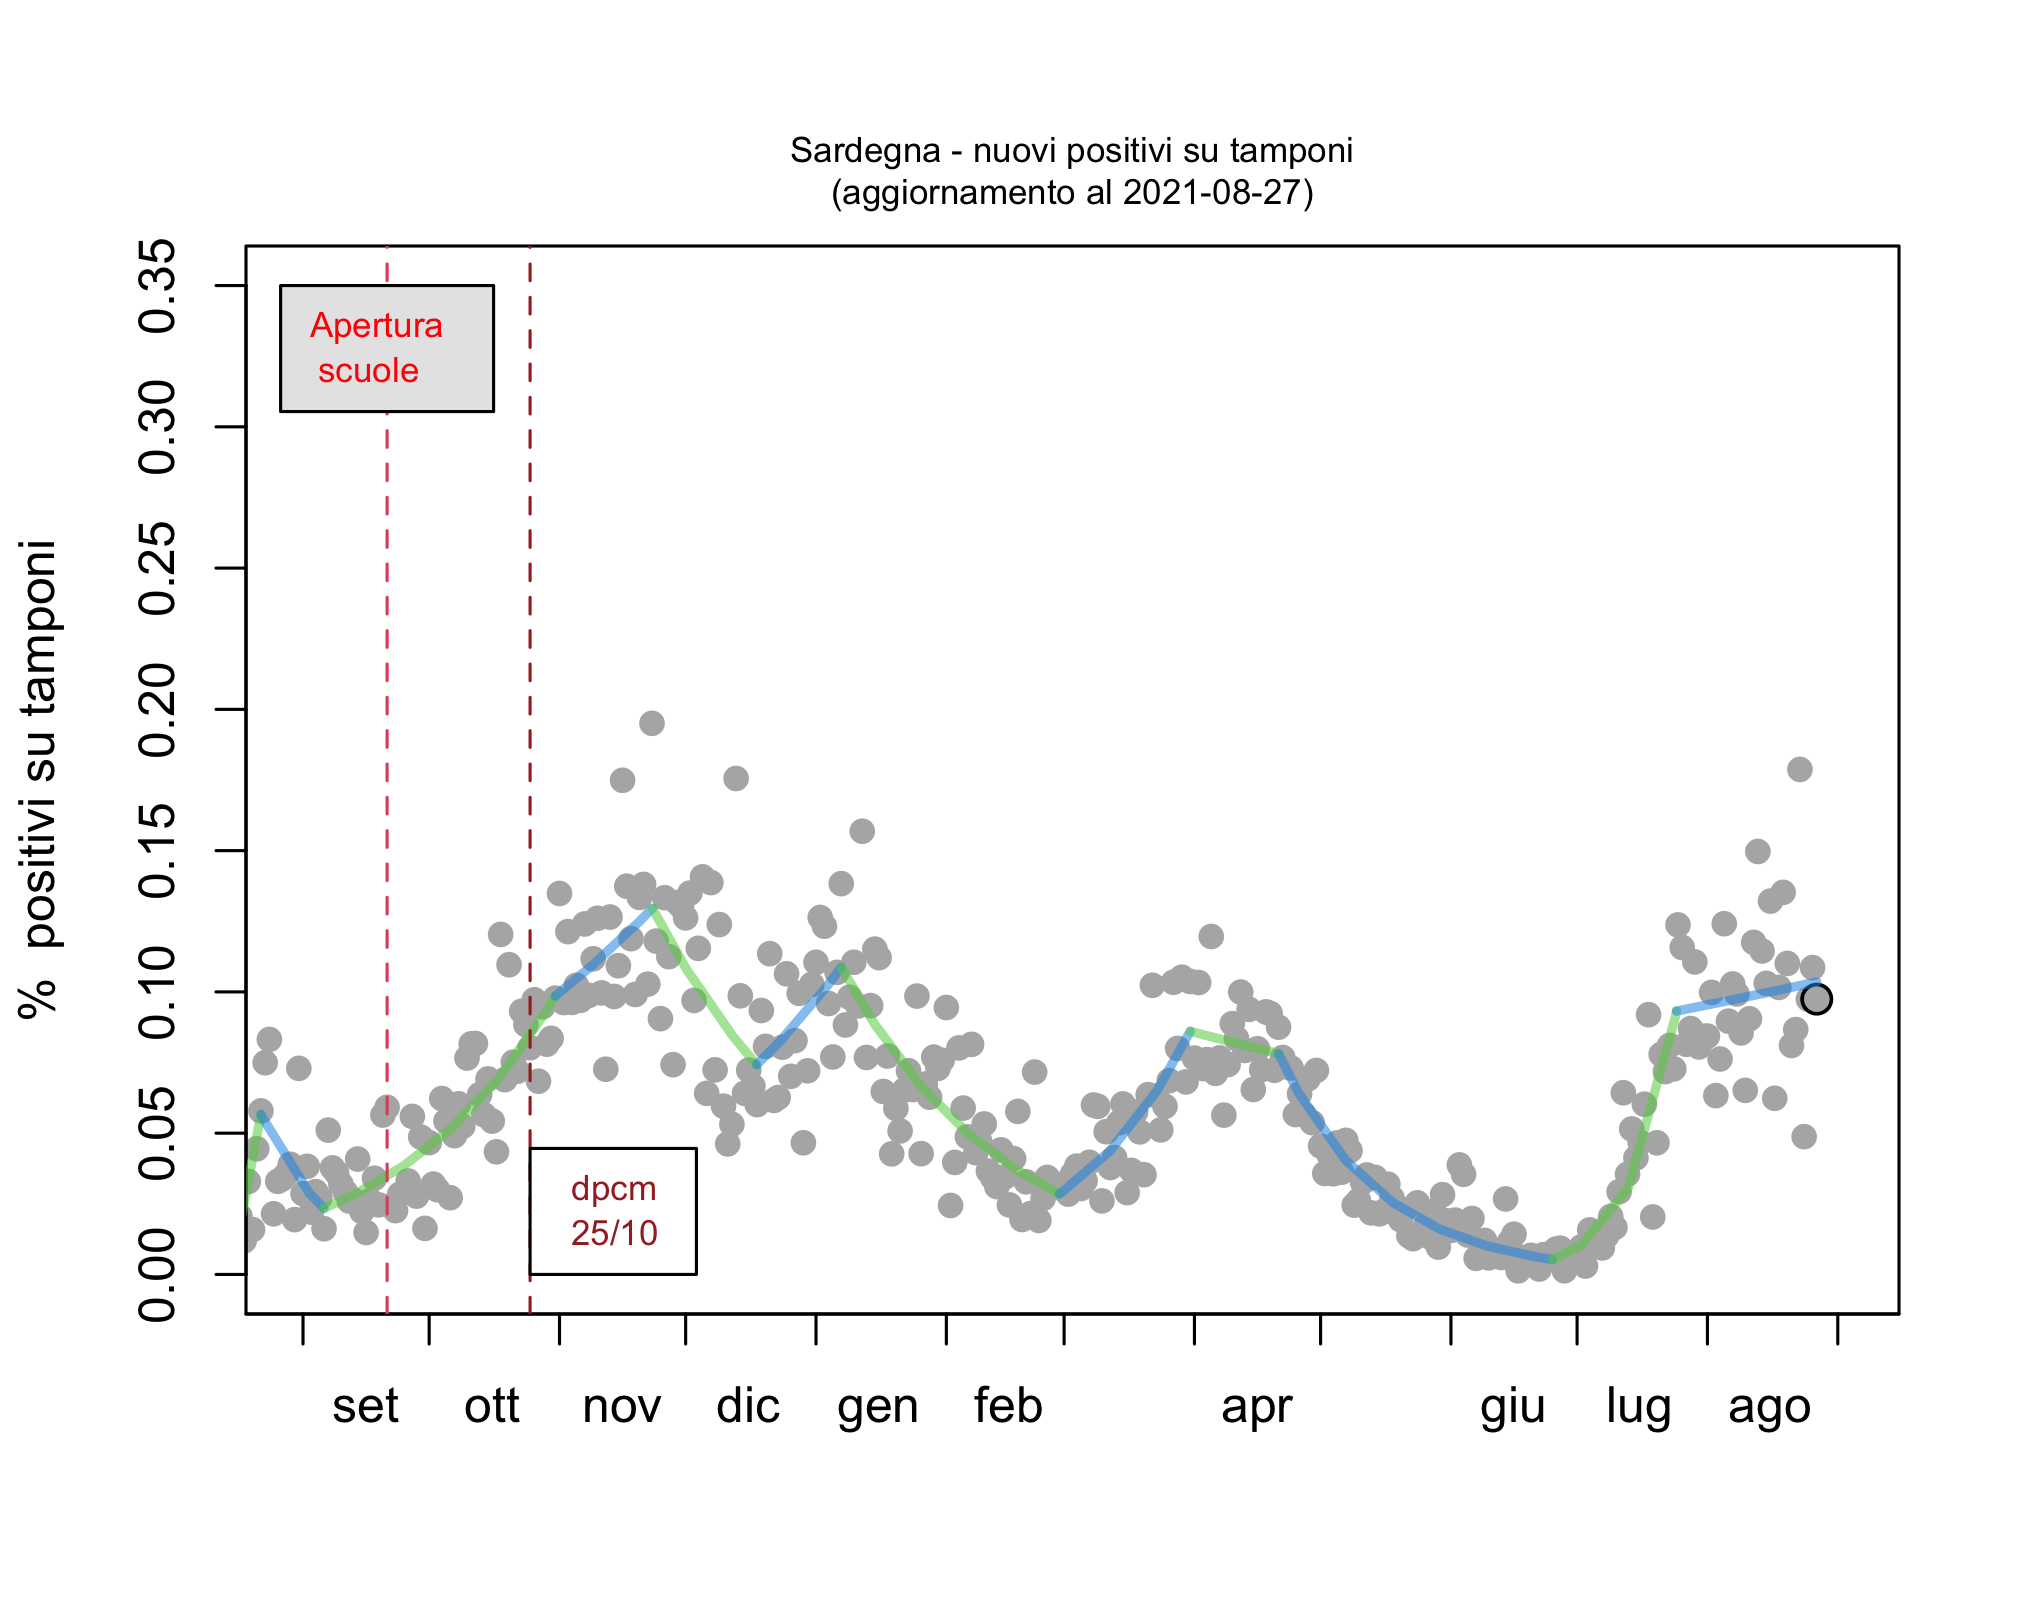 Sardegna - nuovi positivi su tamponi
(aggiornamento al 2021-08-27)
% positivi su tamponi
0.35
0.30
0.25
0.20
0.15
0.10
0.05
0.00
Apertura
scuole
dpcm
25/10
set ott nov dic gen feb apr giu lug ago